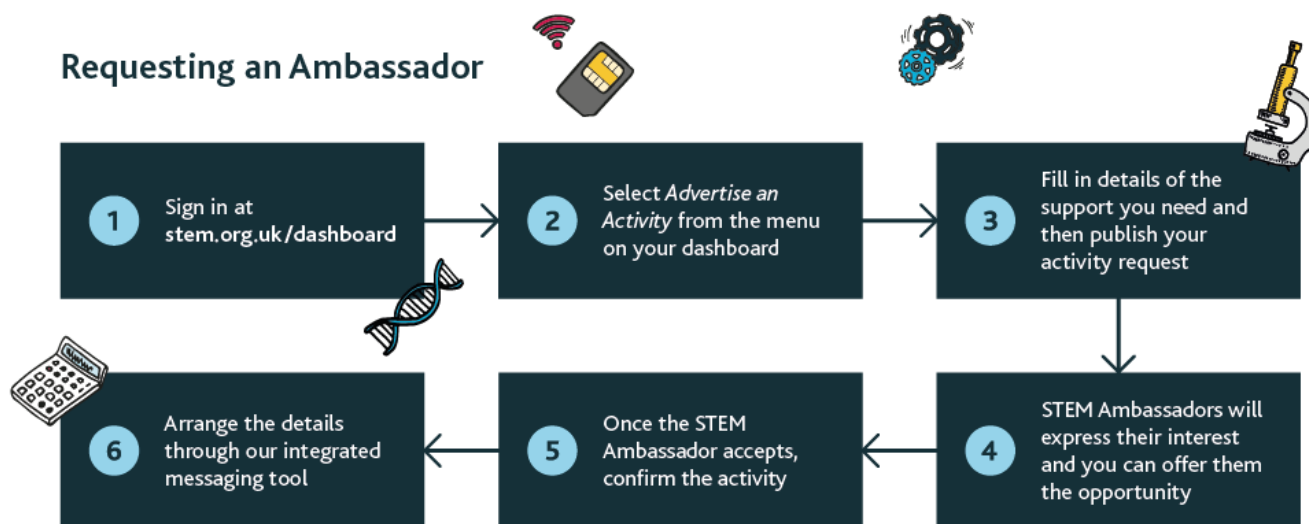 Requesting an Ambassador
1
Sign in at
stem.org.uk/dashboard
2
Select Advertise an
Activity from the menu
on your dashboard
3
Fill in details of the
support you need and
then publish your
activity request
4
STEM Ambassadors will
express their interest
and you can offer them
the opportunity
5
Once the STEM
Ambassador accepts,
confirm the activity
6
Arrange the details
through our integrated
messaging tool